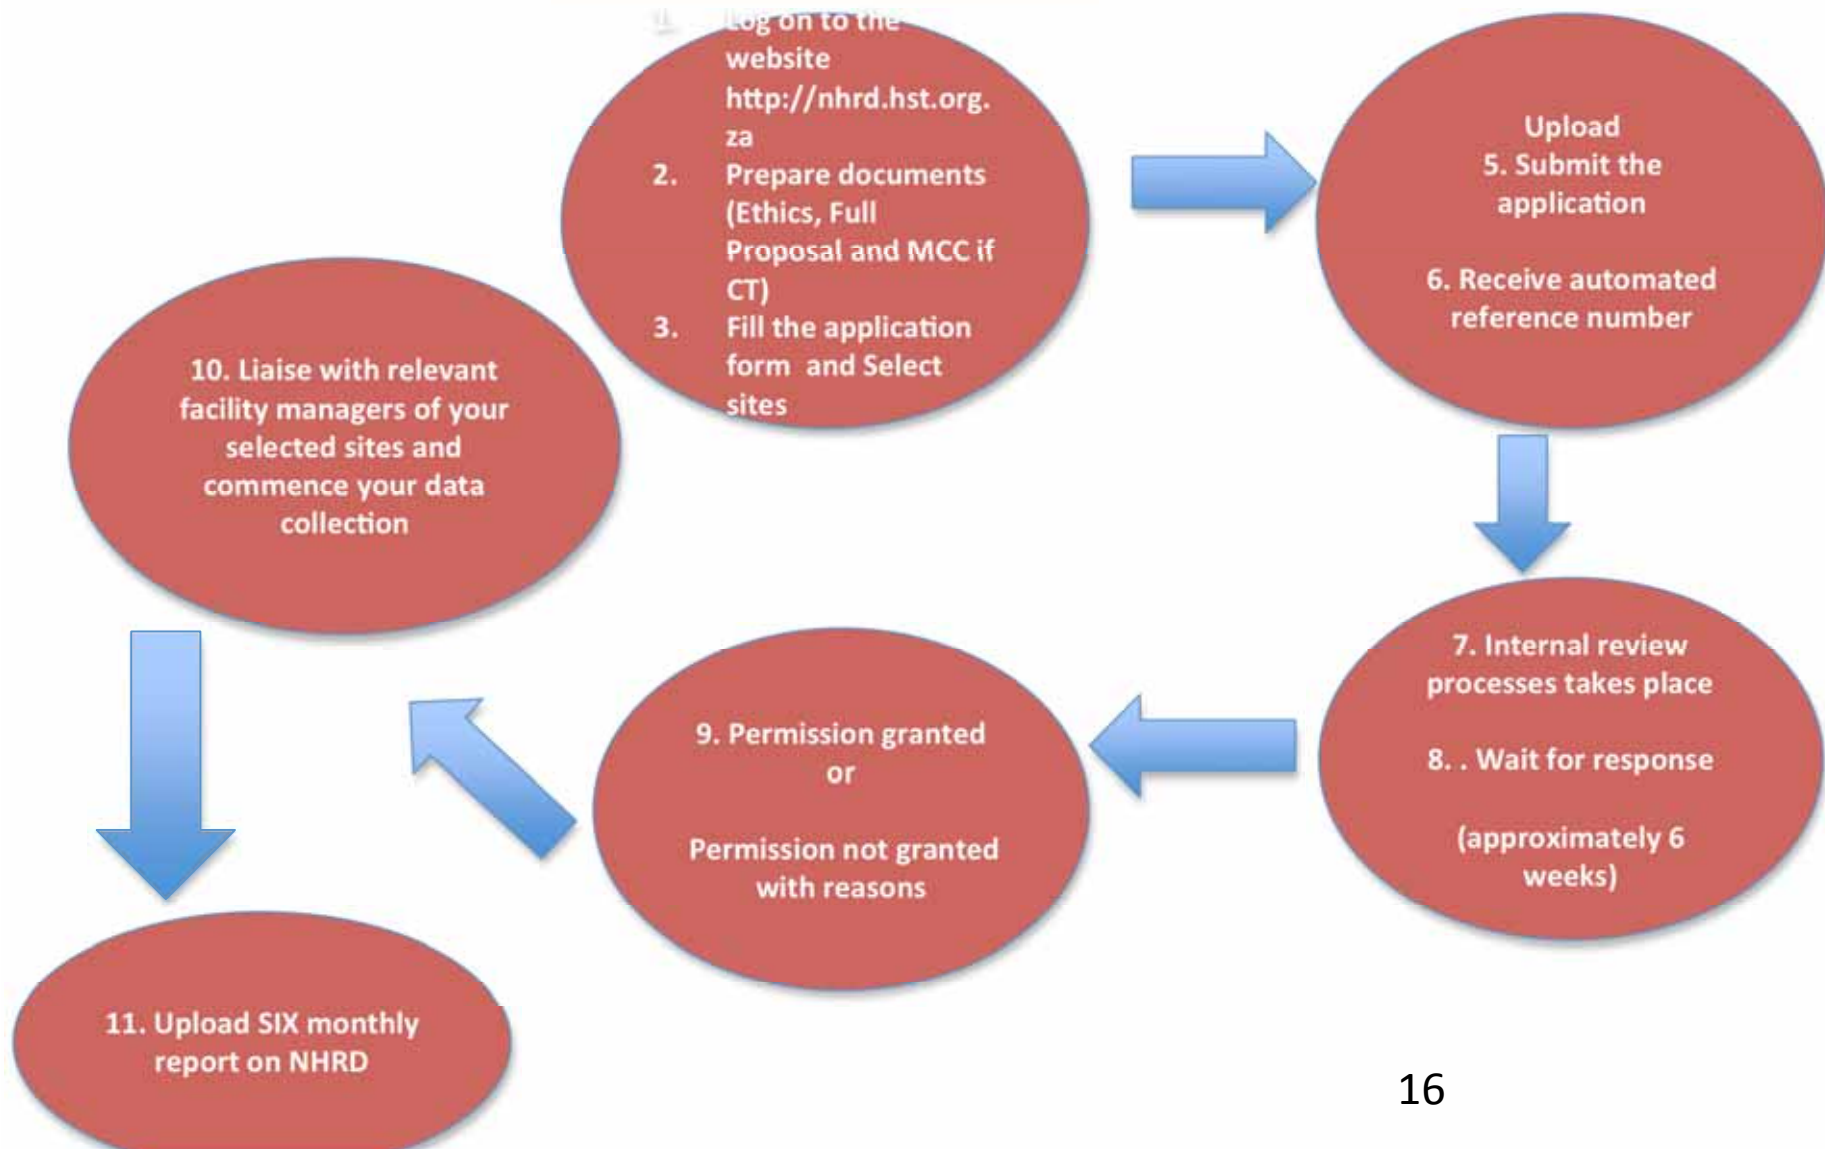 1. Log on to the
website
http://nhrd.hst.org.
za
2. Prepare documents
(Ethics, Full
Proposal and MCC if
CT)
3. Fill the application
form and Select
sites
Upload
5. Submit the
application
6. Receive automated
reference number
7. Internal review
processes takes place
8. . Wait for response
(approximately 6
weeks)
9. Permission granted
or
Permission not granted
with reasons
10. Liaise with relevant
facility managers of your
selected sites and
commence your data
collection
11. Upload SIX monthly
report on NHRD
16